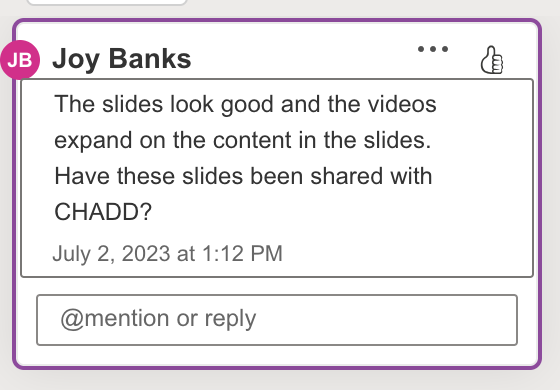 JB Joy Banks
The slides look good and the videos
expand on the content in the slides.
Have these slides been shared with
CHADD?
July 2, 2023 at 1:12 PM
@mention or reply